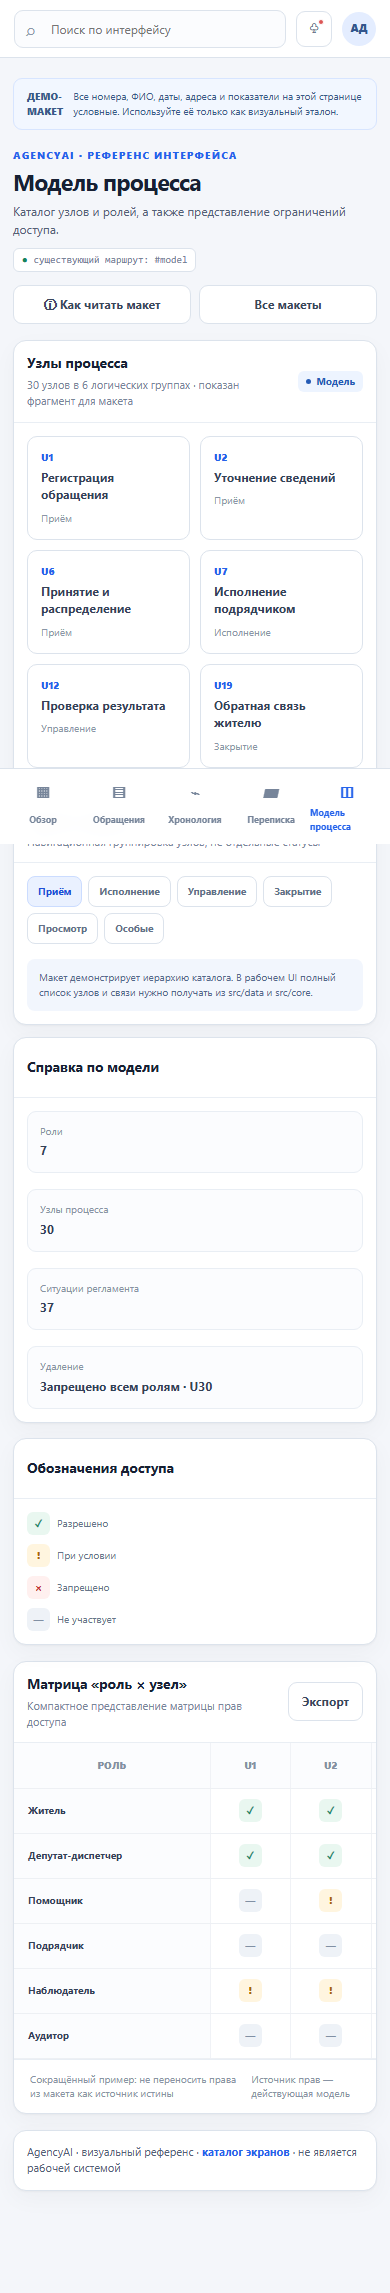 Поиск по интерфейсу
АД
ДЕМО-
МАКЕТ
Все номера, ФИО, даты, адреса и показатели на этой странице
условные. Используйте её только как визуальный эталон.
AGENCYAI • РЕФЕРЕНС ИНТЕРФЕЙСА
Модель процесса
Каталог узлов и ролей, а также представление ограничений
доступа.
существующий маршрут: #model
ⓘ Как читать макет
Все макеты
Узлы процесса
30 узлов в 6 логических группах · показан
фрагмент для макета
Модель
U1
Регистрация
обращения
Приём
U2
Уточнение сведений
Приём
U6
Принятие и
распределение
Приём
U7
Исполнение
подрядчиком
Исполнение
U12
Проверка результата
Управление
U19
Обратная связь
жителю
Закрытие
Обзор
Обращения
Хронология
Переписка
Модель
процесса
Навигационная группировка узлов, не отдельные статусы
Приём
Исполнение
Управление
Закрытие
Просмотр
Особые
Макет демонстрирует иерархию каталога. В рабочем UI полный
список узлов и связи нужно получать из src/data и src/core.
Справка по модели
Роли
7
Узлы процесса
30
Ситуации регламента
37
Удаление
Запрещено всем ролям · U30
Обозначения доступа
✓ Разрешено
! При условии
× Запрещено
— Не участвует
Матрица «роль × узел»
Компактное представление матрицы прав
доступа
Экспорт
РОЛЬ U1 U2
Житель ✓ ✓
Депутат-диспетчер ✓ ✓
Помощник — !
Подрядчик — —
Наблюдатель ! !
Аудитор — —
Сокращённый пример: не переносить права
из макета как источник истины
Источник прав —
действующая модель
AgencyAI · визуальный референс · каталог экранов · не является
рабочей системой